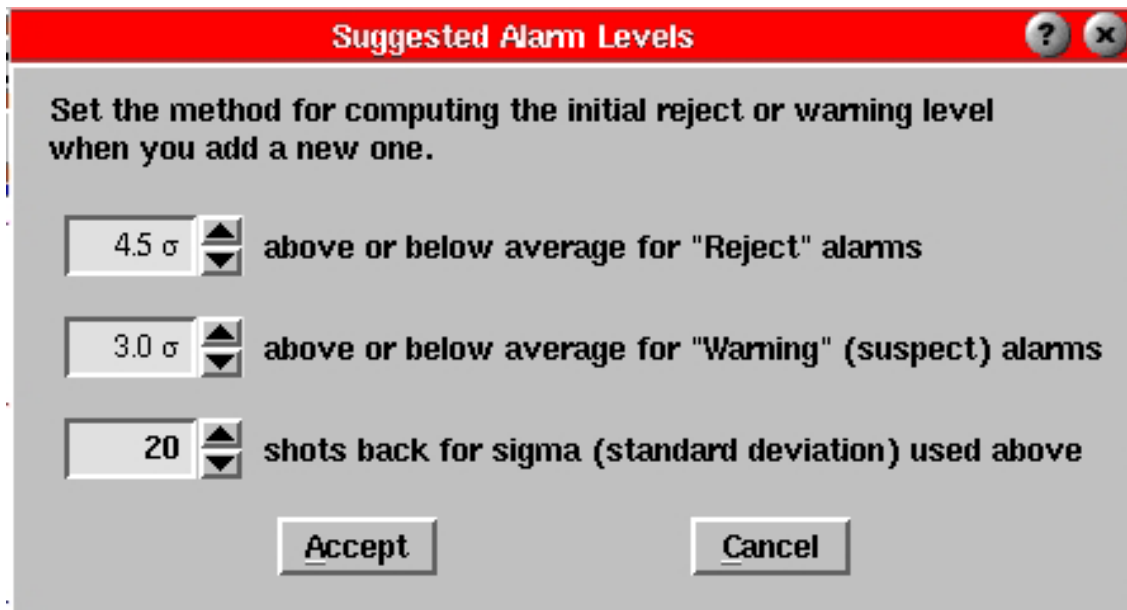 Suggested Alarm Levels ? x
Set the method for computing the initial reject or warning level
when you add a new one.
4.5 σ above or below average for "Reject" alarms
3.0 σ above or below average for "Warning" (suspect) alarms
20 shots back for sigma (standard deviation) used above
Accept Cancel